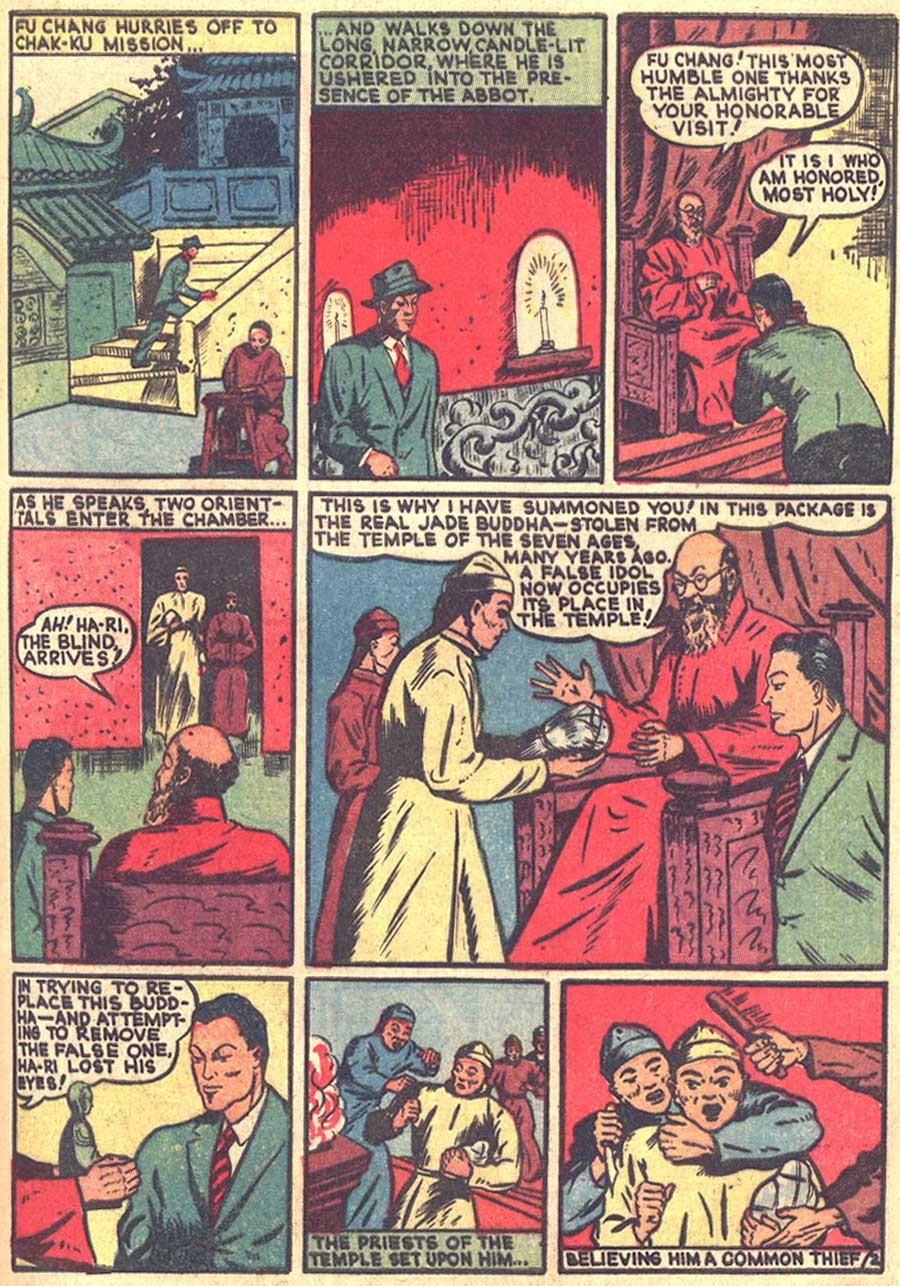 FU CHANG HURRIES OFF TO
CHAK-KU MISSION...
...AND WALKS DOWN THE
LONG, NARROW, CANDLE-LIT
CORRIDOR, WHERE HE IS
USHERED INTO THE PRE-
SENCE OF THE ABBOT.
FU CHANG! THIS MOST
HUMBLE ONE THANKS
THE ALMIGHTY FOR
YOUR HONORABLE
VISIT!
IT IS I WHO
AM HONORED,
MOST HOLY!
AS HE SPEAKS, TWO ORIENT-
TALS ENTER THE CHAMBER...
AH! HA-RI,
THE BLIND,
ARRIVES!
THIS IS WHY I HAVE SUMMONED YOU! IN THIS PACKAGE IS
THE REAL JADE BUDDHA—STOLEN FROM
THE TEMPLE OF THE SEVEN AGES,
MANY YEARS AGO.
A FALSE IDOL
NOW OCCUPIES
ITS PLACE IN
THE TEMPLE!
IN TRYING TO RE-
PLACE THIS BUDD-
HA—AND ATTEMPT-
ING TO REMOVE
THE FALSE ONE,
HA-RI LOST HIS
EYES!
THE PRIESTS OF THE
TEMPLE SET UPON HIM...
BELIEVING HIM A COMMON THIEF/2